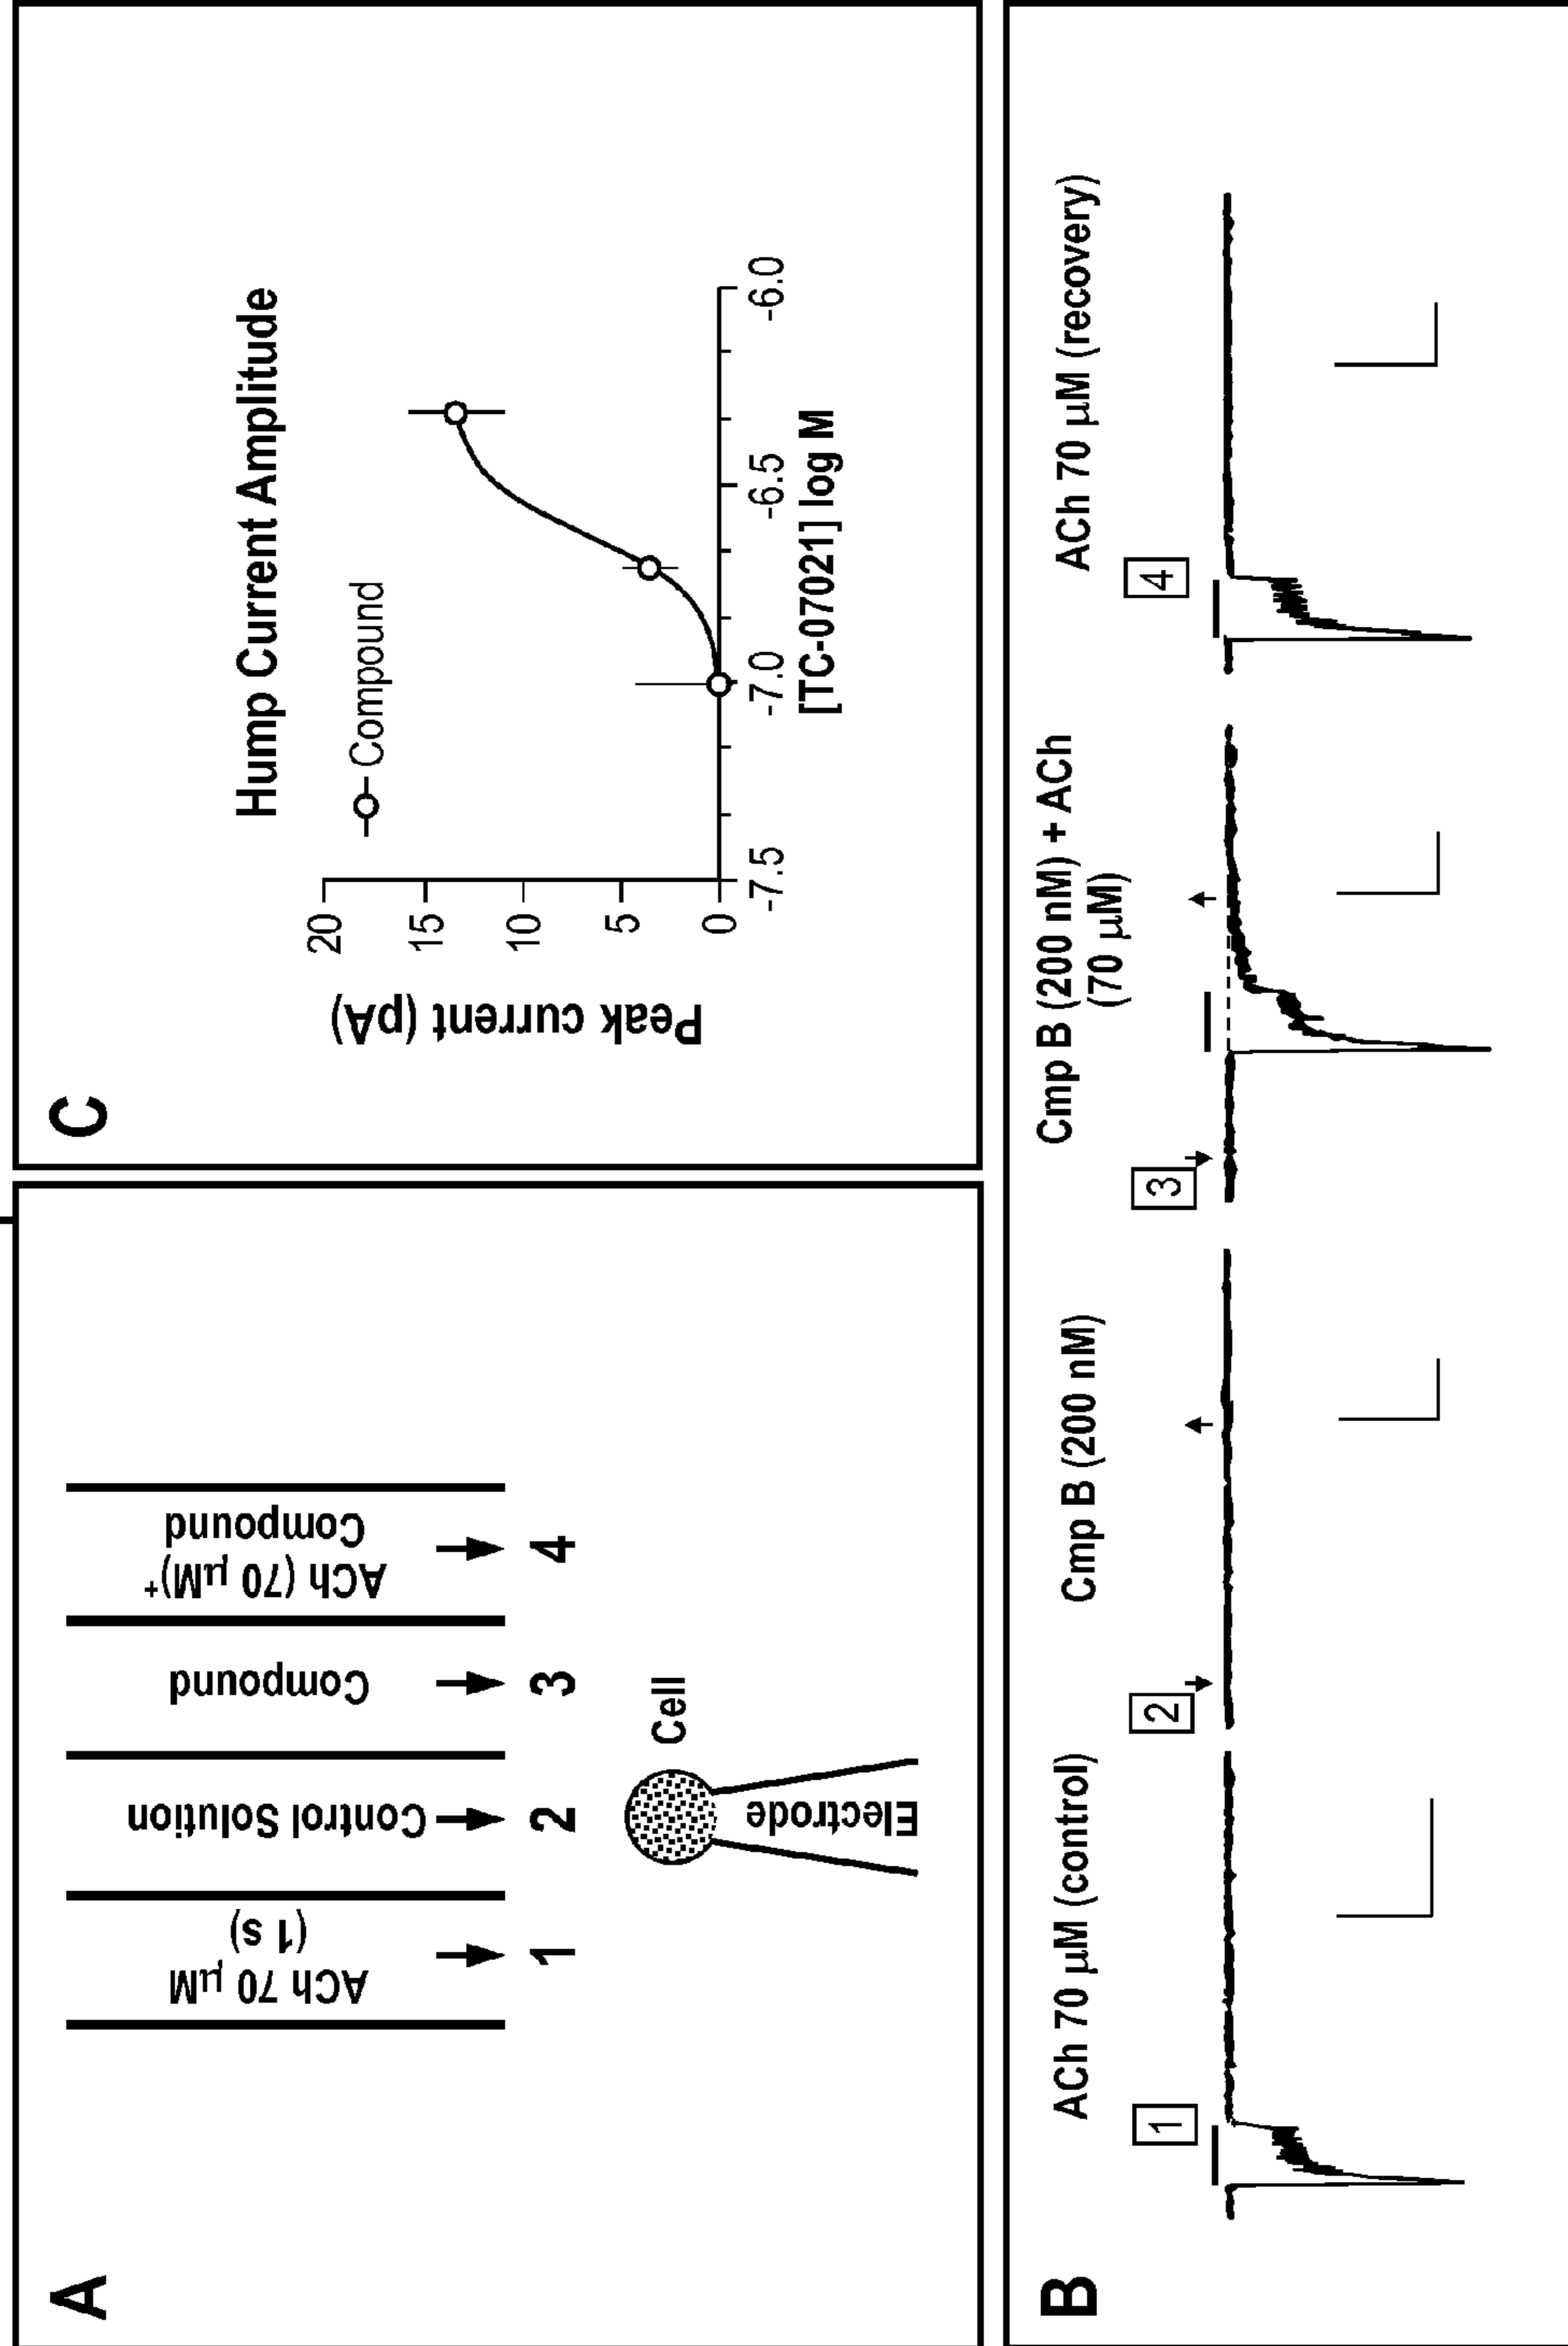 A
ACh 70 µM
(1 s)
Control Solution
Compound
ACh (70 µM)+
Compound
1
2
3
4
Cell
Electrode
C
Hump Current Amplitude
Compound
Peak current (pA)
20
15
10
5
0
-7.5
-7.0
-6.5
-6.0
[TC-07021] log M
B
ACh 70 µM (control)
1
Cmp B (200 nM)
2
Cmp B (200 nM) + ACh
(70 µM)
3
ACh 70 µM (recovery)
4